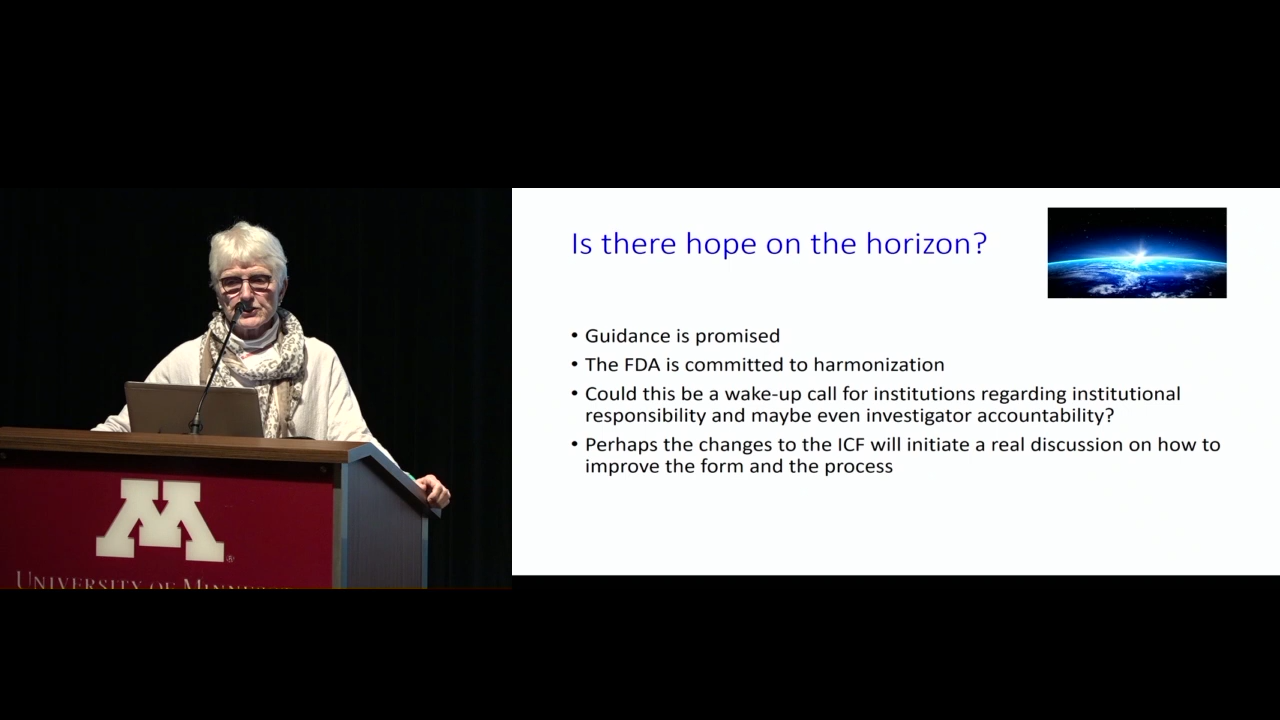 Is there hope on the horizon?
• Guidance is promised
• The FDA is committed to harmonization
• Could this be a wake-up call for institutions regarding institutional
responsibility and maybe even investigator accountability?
• Perhaps the changes to the ICF will initiate a real discussion on how to
improve the form and the process
M®
UNIVERSITY OF